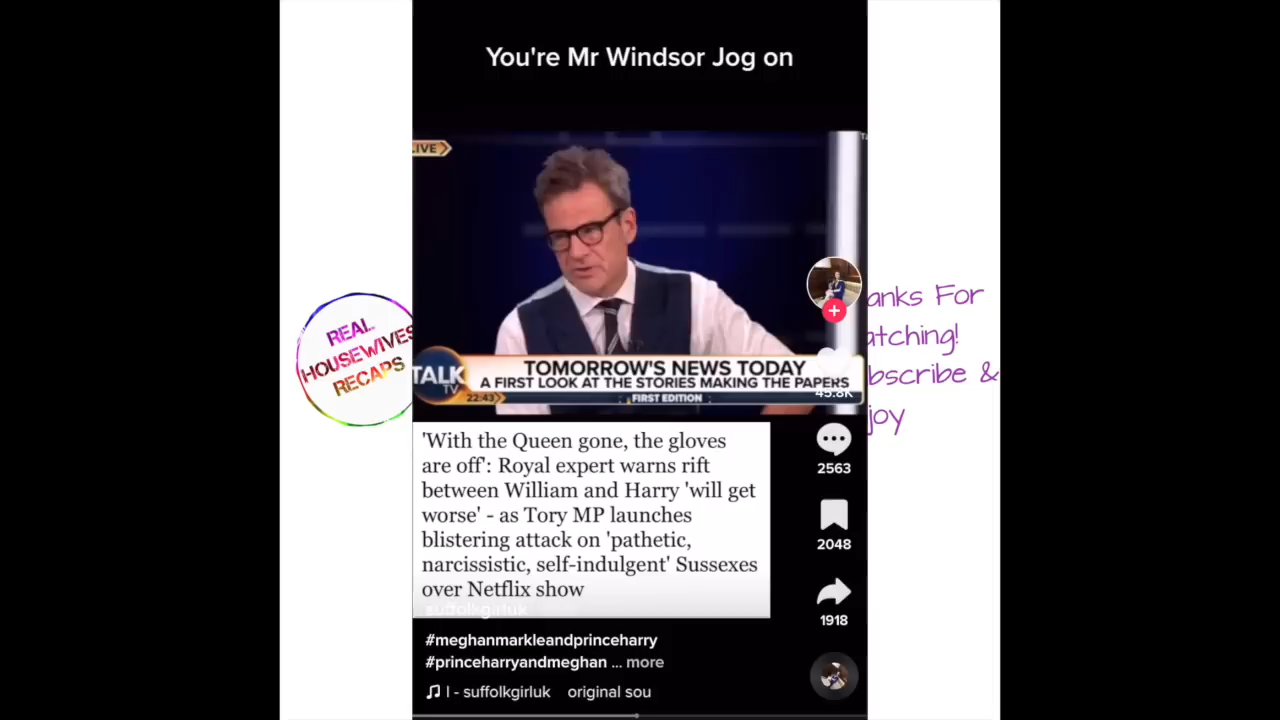 You're Mr Windsor Jog on
LIVE
TALK
TV
TOMORROW'S NEWS TODAY
A FIRST LOOK AT THE STORIES MAKING THE PAPERS
22:43
FIRST EDITION
REAL
HOUSEWIVES
RECAPS
anks For
atching!
bscribe &
joy
45.8K
2563
2048
1918
'With the Queen gone, the gloves
are off': Royal expert warns rift
between William and Harry 'will get
worse' - as Tory MP launches
blistering attack on 'pathetic,
narcissistic, self-indulgent' Sussexes
over Netflix show
suffolkgirluk
#meghanmarkleandprinceharry
#princeharryandmeghan ... more
l - suffolkgirluk original sou